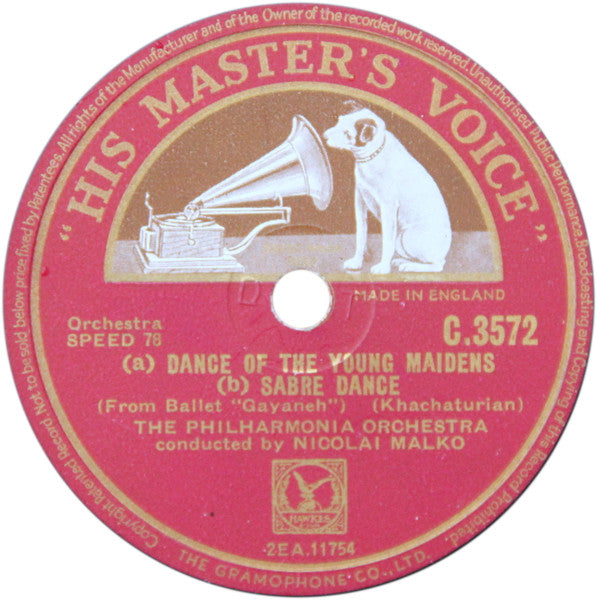 Copyright Patented Record. Not to be sold below price fixed by Patentees. All rights of the Manufacturer and of the Owner of the recorded work reserved. Unauthorised Public Performance, Broadcasting and Copying of this Record Prohibited.
"HIS MASTER'S VOICE"
MADE IN ENGLAND
Orchestra
SPEED 78
C.3572
(a) DANCE OF THE YOUNG MAIDENS
(b) SABRE DANCE
(From Ballet "Gayaneh") (Khachaturian)
THE PHILHARMONIA ORCHESTRA
conducted by NICOLAI MALKO
HAWKES
2EA.11754
THE GRAMOPHONE CO., LTD.